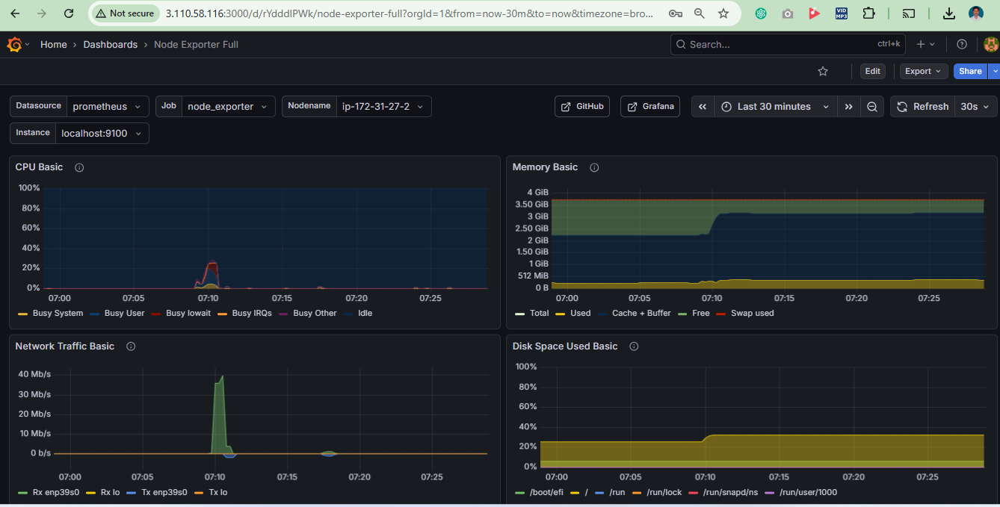 Not secure 3.110.58.116:3000/d/rYdddlPWk/node-exporter-full?orgId=1&from=now-30m&to=now&timezone=bro...
VID MP3
Home › Dashboards › Node Exporter Full
Search... ctrl+k
Edit Export Share
Datasource prometheus Job node_exporter Nodename ip-172-31-27-2 GitHub Grafana Last 30 minutes Refresh 30s
Instance localhost:9100
CPU Basic
100%
80%
60%
40%
20%
0%
07:00 07:05 07:10 07:15 07:20 07:25
Busy System Busy User Busy Iowait Busy IRQs Busy Other Idle
Memory Basic
4 GiB
3.50 GiB
3 GiB
2.50 GiB
2 GiB
1.50 GiB
1 GiB
512 MiB
0 B
07:00 07:05 07:10 07:15 07:20 07:25
Total Used Cache + Buffer Free Swap used
Network Traffic Basic
40 Mb/s
30 Mb/s
20 Mb/s
10 Mb/s
0 b/s
07:00 07:05 07:10 07:15 07:20 07:25
Rx enp39s0 Rx lo Tx enp39s0 Tx lo
Disk Space Used Basic
100%
80%
60%
40%
20%
0%
07:00 07:05 07:10 07:15 07:20 07:25
/boot/efi / /run /run/lock /run/snapd/ns /run/user/1000